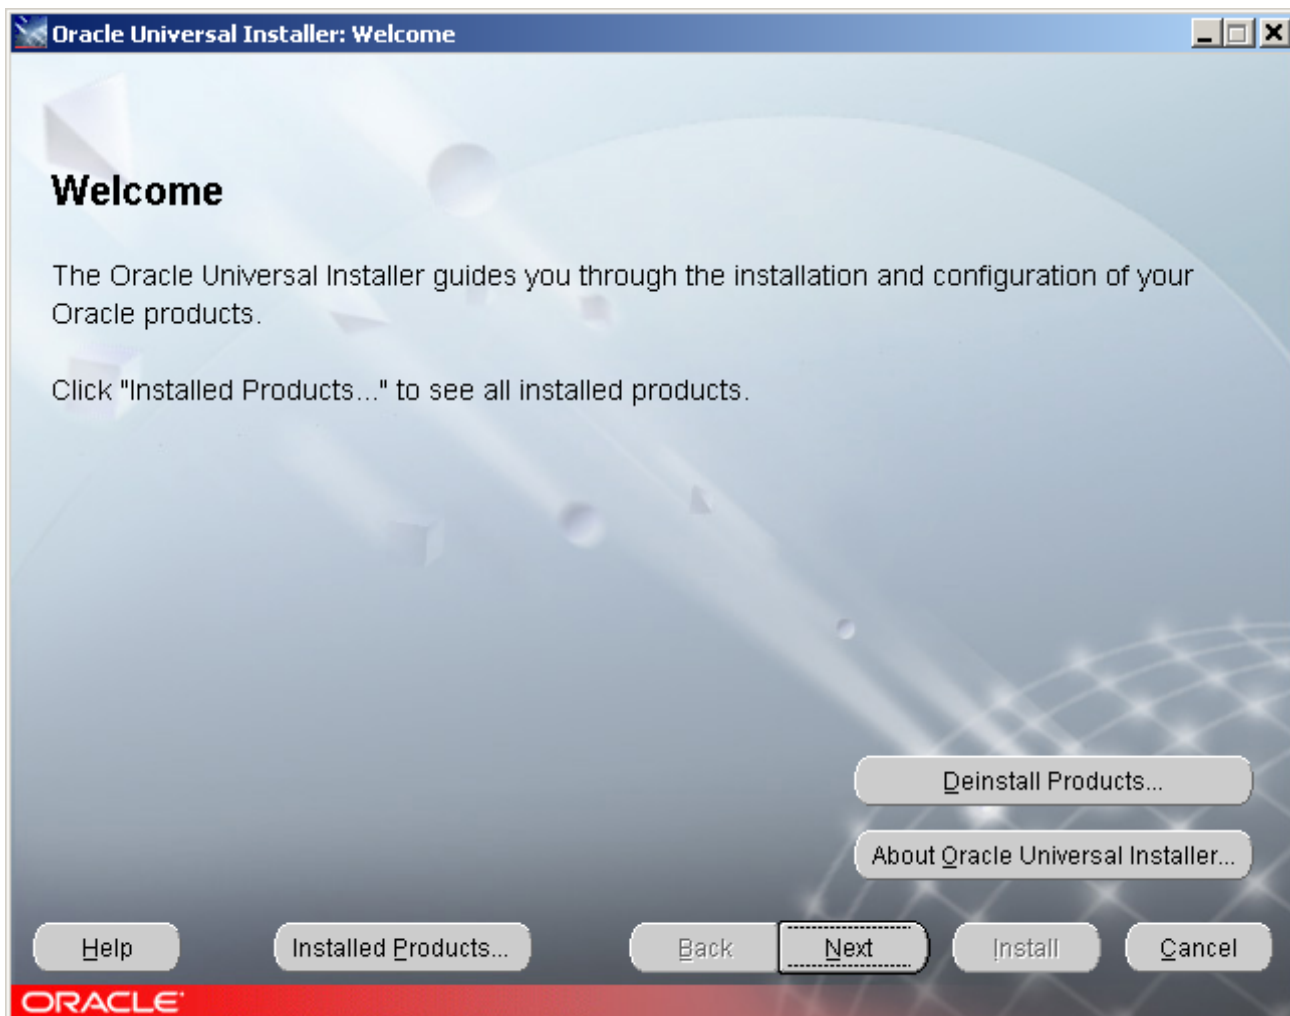 Oracle Universal Installer: Welcome
Welcome
The Oracle Universal Installer guides you through the installation and configuration of your
Oracle products.
Click "Installed Products..." to see all installed products.
Deinstall Products...
About Oracle Universal Installer...
Help
Installed Products...
Back
Next
Install
Cancel
ORACLE